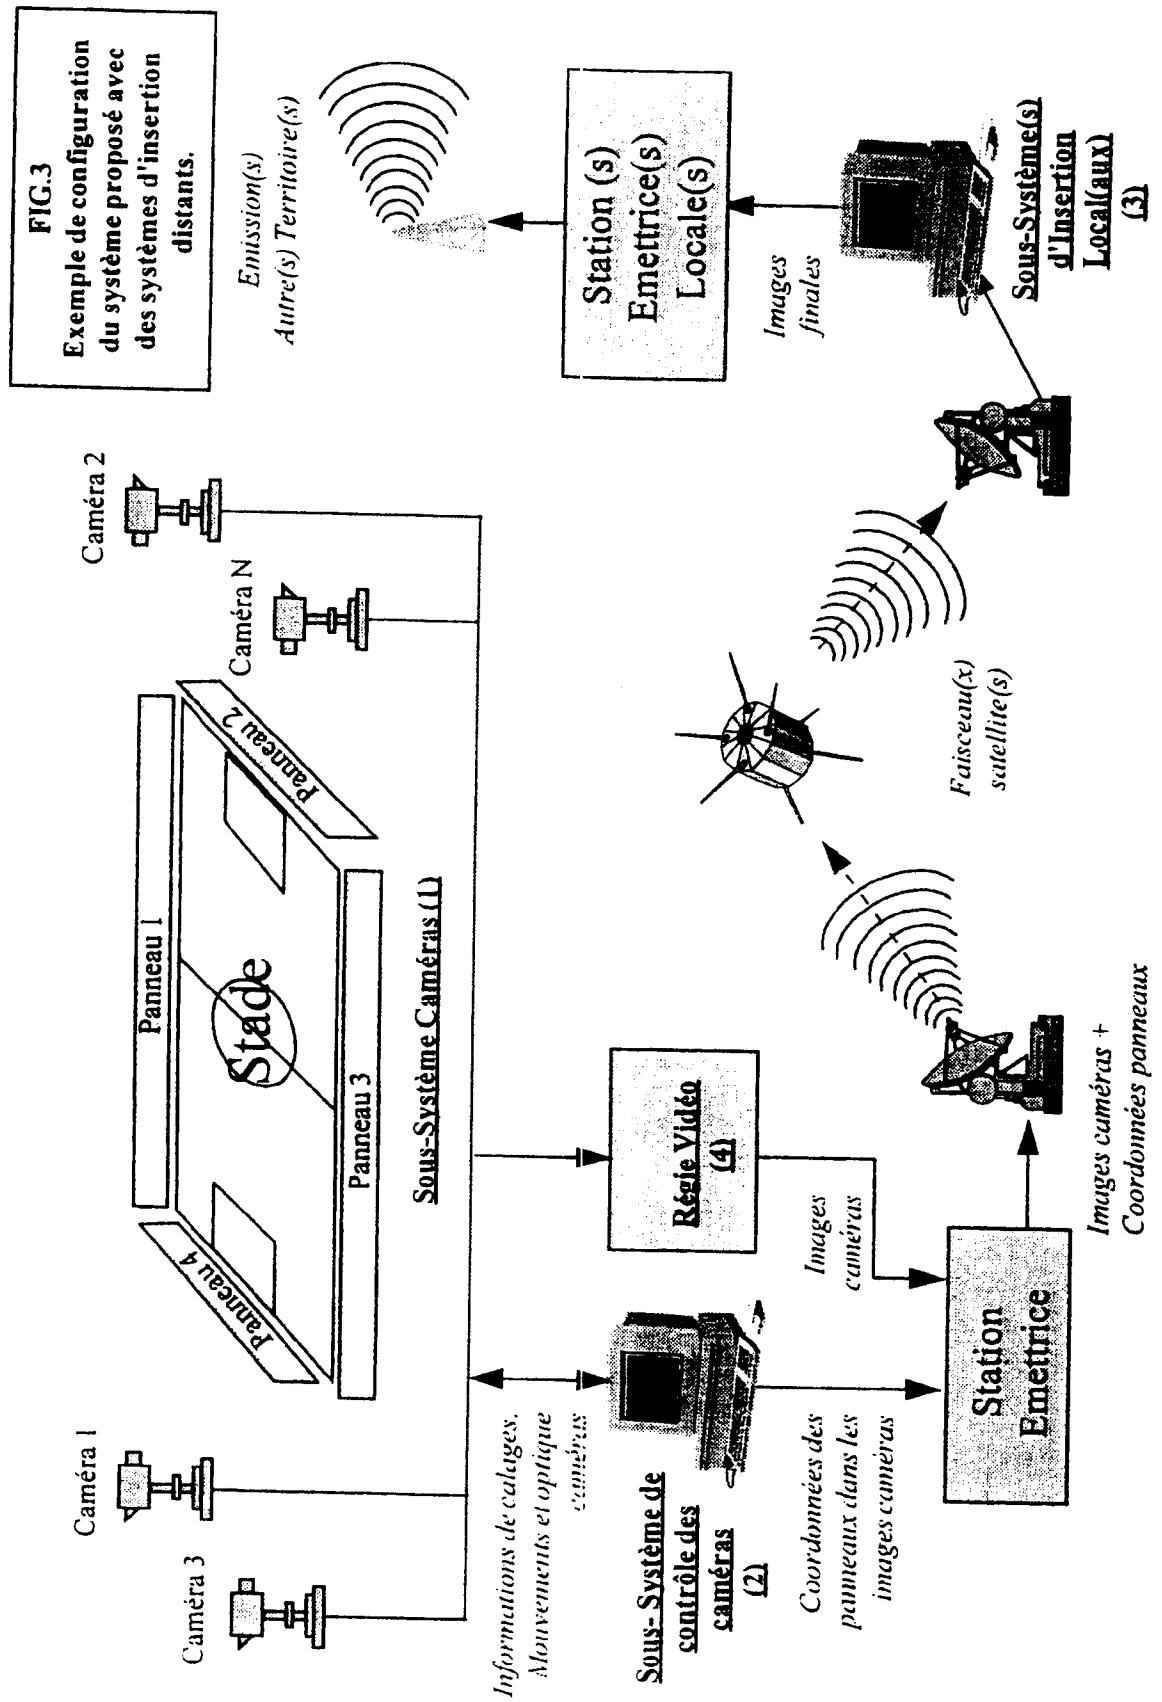 FIG.3
Exemple de configuration
du système proposé avec
des systèmes d'insertion
distants.
Caméra 3
Caméra 1
Caméra N
Caméra 2
Panneau 1
Panneau 2
Panneau 3
Panneau 4
Stade
Sous-Système Caméras (1)
Informations de calages,
Mouvements et optique
caméras
Sous- Système de
contrôle des
caméras
(2)
Régie Vidéo
(4)
Images
caméras
Coordonnées des
panneaux dans les
images caméras
Station
Emettrice
Images caméras +
Coordonnées panneaux
Faisceau(x)
satellite(s)
Sous-Système(s)
d'Insertion
Local(aux)
(3)
Images
finales
Station (s)
Emettrice(s)
Locale(s)
Emission(s)
Autre(s) Territoire(s)